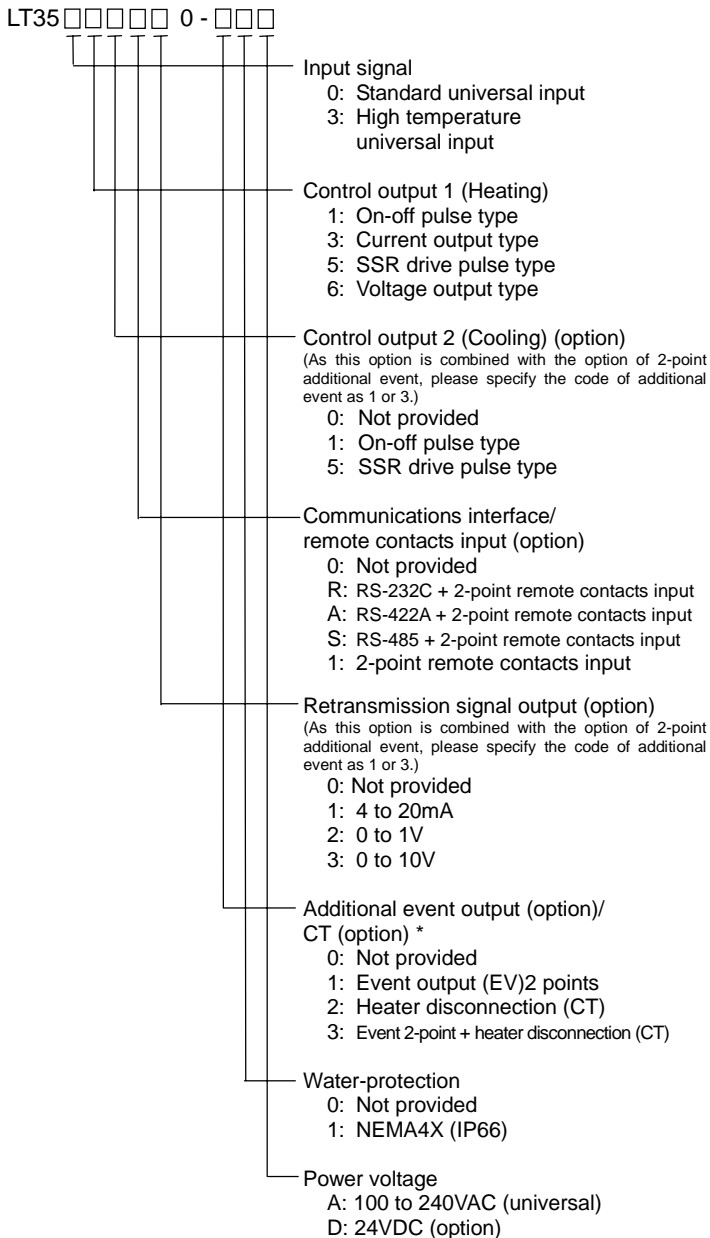 LT35□□□□□ 0 - □□□
Input signal
0: Standard universal input
3: High temperature
universal input
Control output 1 (Heating)
1: On-off pulse type
3: Current output type
5: SSR drive pulse type
6: Voltage output type
Control output 2 (Cooling) (option)
(As this option is combined with the option of 2-point
additional event, please specify the code of additional
event as 1 or 3.)
0: Not provided
1: On-off pulse type
5: SSR drive pulse type
Communications interface/
remote contacts input (option)
0: Not provided
R: RS-232C + 2-point remote contacts input
A: RS-422A + 2-point remote contacts input
S: RS-485 + 2-point remote contacts input
1: 2-point remote contacts input
Retransmission signal output (option)
(As this option is combined with the option of 2-point
additional event, please specify the code of additional
event as 1 or 3.)
0: Not provided
1: 4 to 20mA
2: 0 to 1V
3: 0 to 10V
Additional event output (option)/
CT (option) *
0: Not provided
1: Event output (EV)2 points
2: Heater disconnection (CT)
3: Event 2-point + heater disconnection (CT)
Water-protection
0: Not provided
1: NEMA4X (IP66)
Power voltage
A: 100 to 240VAC (universal)
D: 24VDC (option)